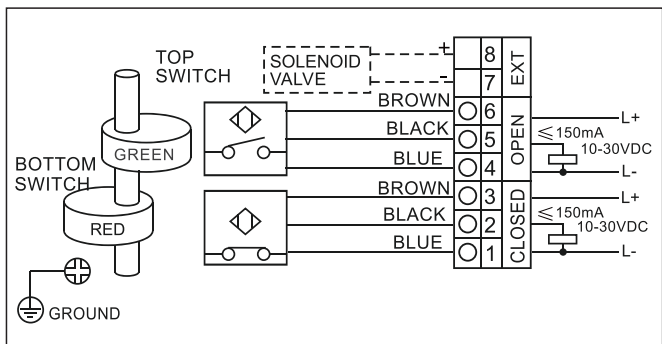 TOP
SWITCH
GREEN
BOTTOM
SWITCH
RED
GROUND
SOLENOID
VALVE
+
-
BROWN
BLACK
BLUE
BROWN
BLACK
BLUE
8
7
6
5
4
3
2
1
EXT
OPEN
CLOSED
L+
≤150mA
10-30VDC
L-
L+
≤150mA
10-30VDC
L-